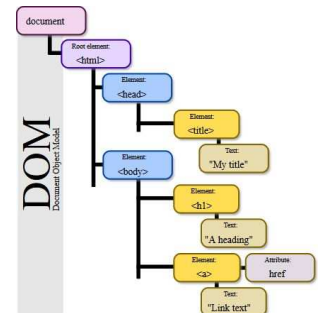 document
Root element:
<html>
Element:
<head>
Element:
<title>
Text:
"My title"
Element:
<body>
Element:
<h1>
Text:
"A heading"
Element:
<a>
Attribute:
href
Text:
"Link text"
DOM
Document Object Model